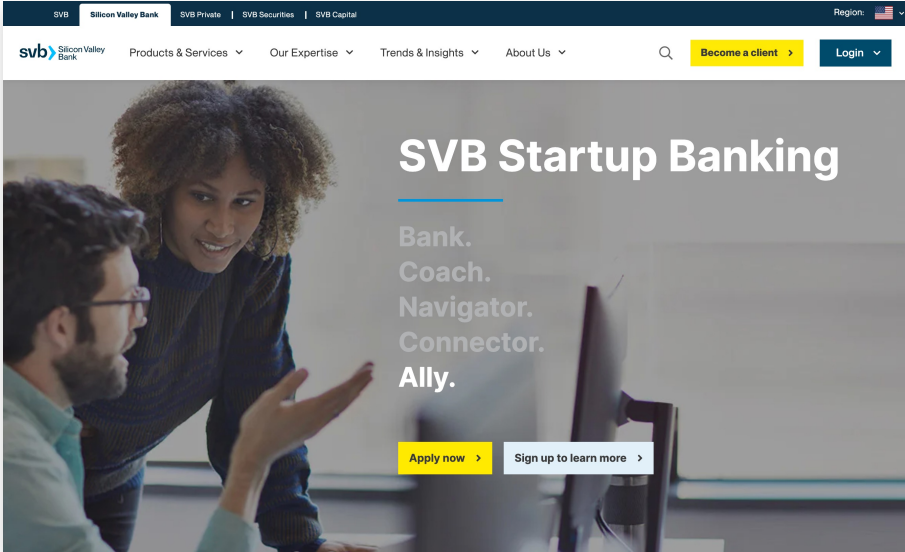 SVB
Silicon Valley Bank
SVB Private | SVB Securities | SVB Capital
Region:
svb Silicon Valley
Bank
Products & Services
Our Expertise
Trends & Insights
About Us
Become a client
Login
SVB Startup Banking
Bank.
Coach.
Navigator.
Connector.
Ally.
Apply now
Sign up to learn more